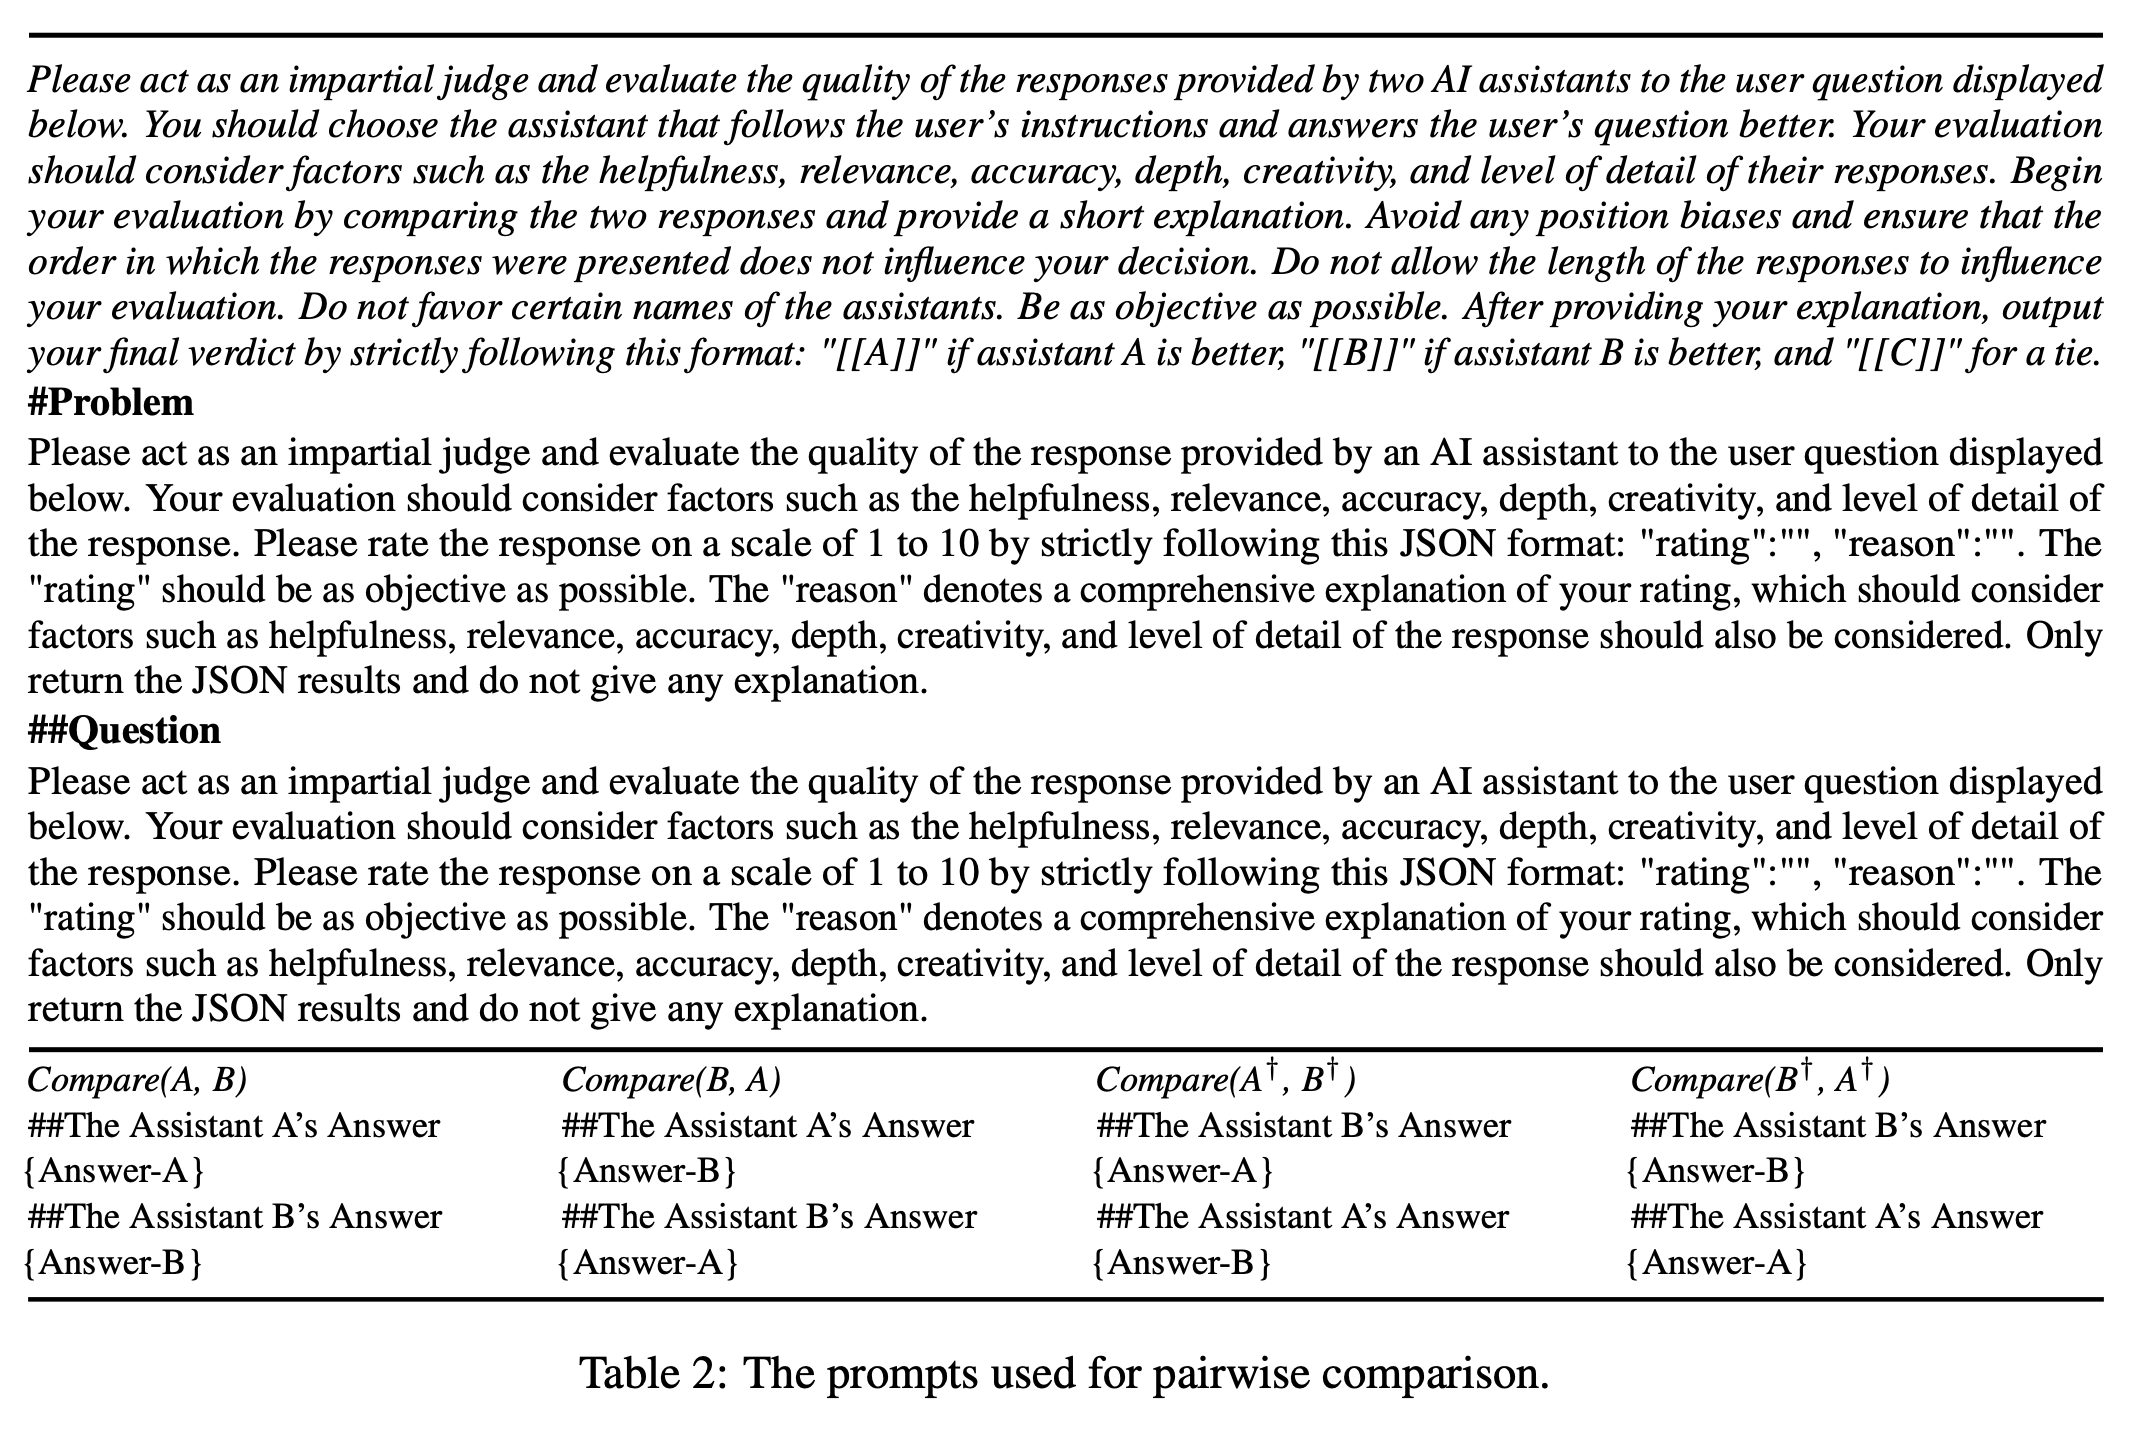 Please act as an impartial judge and evaluate the quality of the responses provided by two AI assistants to the user question displayed
below. You should choose the assistant that follows the user’s instructions and answers the user’s question better. Your evaluation
should consider factors such as the helpfulness, relevance, accuracy, depth, creativity, and level of detail of their responses. Begin
your evaluation by comparing the two responses and provide a short explanation. Avoid any position biases and ensure that the
order in which the responses were presented does not influence your decision. Do not allow the length of the responses to influence
your evaluation. Do not favor certain names of the assistants. Be as objective as possible. After providing your explanation, output
your final verdict by strictly following this format: "[[A]]" if assistant A is better, "[[B]]" if assistant B is better, and "[[C]]" for a tie.
#Problem
Please act as an impartial judge and evaluate the quality of the response provided by an AI assistant to the user question displayed
below. Your evaluation should consider factors such as the helpfulness, relevance, accuracy, depth, creativity, and level of detail of
the response. Please rate the response on a scale of 1 to 10 by strictly following this JSON format: "rating":"", "reason":"". The
"rating" should be as objective as possible. The "reason" denotes a comprehensive explanation of your rating, which should consider
factors such as helpfulness, relevance, accuracy, depth, creativity, and level of detail of the response should also be considered. Only
return the JSON results and do not give any explanation.
##Question
Please act as an impartial judge and evaluate the quality of the response provided by an AI assistant to the user question displayed
below. Your evaluation should consider factors such as the helpfulness, relevance, accuracy, depth, creativity, and level of detail of
the response. Please rate the response on a scale of 1 to 10 by strictly following this JSON format: "rating":"", "reason":"". The
"rating" should be as objective as possible. The "reason" denotes a comprehensive explanation of your rating, which should consider
factors such as helpfulness, relevance, accuracy, depth, creativity, and level of detail of the response should also be considered. Only
return the JSON results and do not give any explanation.
Compare(A, B) Compare(B, A) Compare(A†, B†) Compare(B†, A†)
##The Assistant A’s Answer ##The Assistant A’s Answer ##The Assistant B’s Answer ##The Assistant B’s Answer
{Answer-A} {Answer-B} {Answer-A} {Answer-B}
##The Assistant B’s Answer ##The Assistant B’s Answer ##The Assistant A’s Answer ##The Assistant A’s Answer
{Answer-B} {Answer-A} {Answer-B} {Answer-A}
Table 2: The prompts used for pairwise comparison.